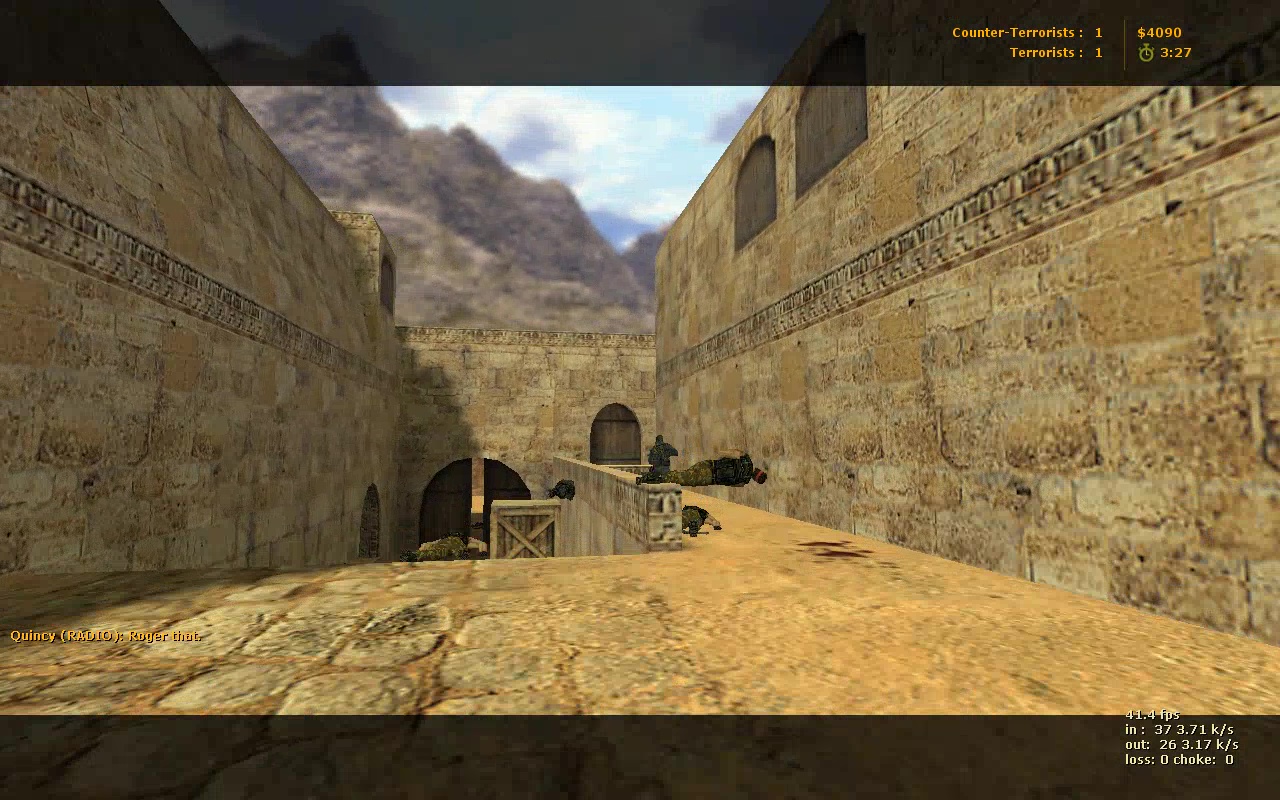 Counter-Terrorists : 1
$4090
Terrorists : 1
3:27
Quincy (RADIO): Roger that.
41.4 fps
in : 37 3.71 k/s
out: 26 3.17 k/s
loss: 0 choke: 0